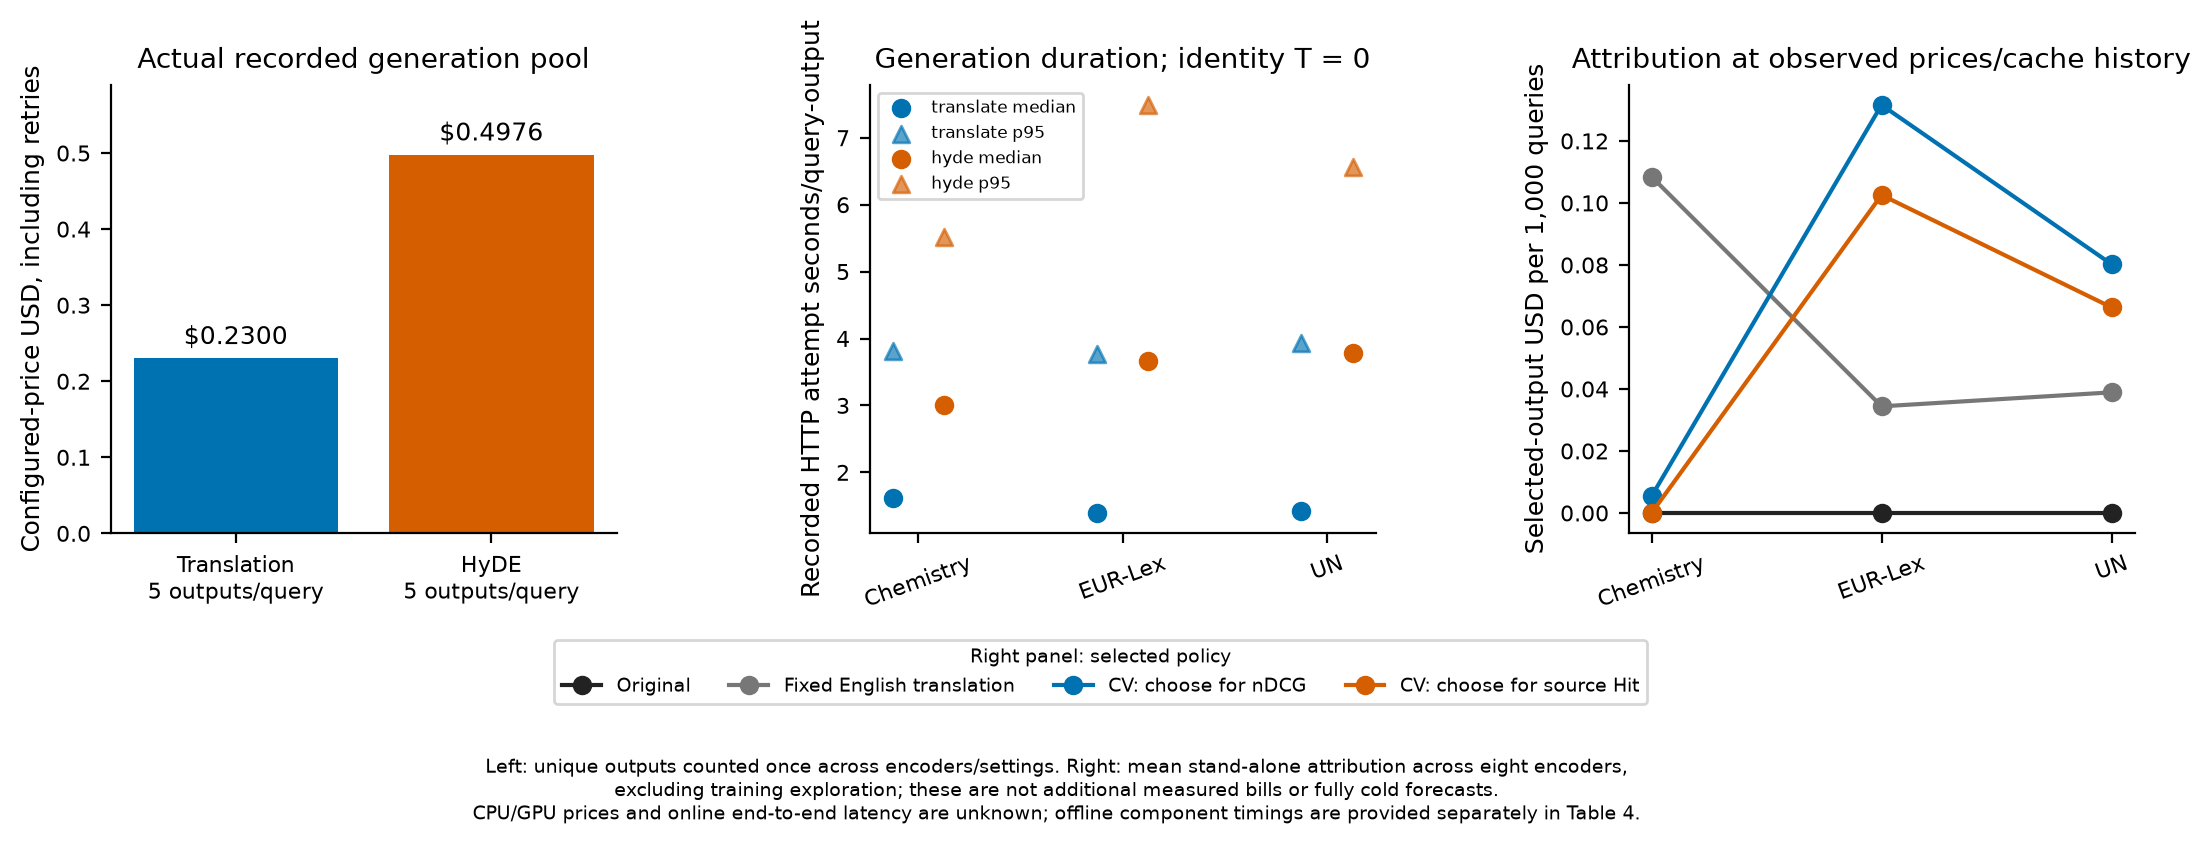 Actual recorded generation pool
Configured-price USD, including retries
0.5
0.4
0.3
0.2
0.1
0.0
$0.2300
$0.4976
Translation
5 outputs/query
HyDE
5 outputs/query
Generation duration; identity T = 0
Recorded HTTP attempt seconds/query-output
7
6
5
4
3
2
translate median
translate p95
hyde median
hyde p95
Chemistry
EUR-Lex
UN
Attribution at observed prices/cache history
Selected-output USD per 1,000 queries
0.12
0.10
0.08
0.06
0.04
0.02
0.00
Chemistry
EUR-Lex
UN
Right panel: selected policy
Original
Fixed English translation
CV: choose for nDCG
CV: choose for source Hit
Left: unique outputs counted once across encoders/settings. Right: mean stand-alone attribution across eight encoders,
excluding training exploration; these are not additional measured bills or fully cold forecasts.
CPU/GPU prices and online end-to-end latency are unknown; offline component timings are provided separately in Table 4.